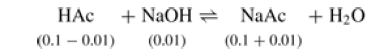 HAc + NaOH ⇌ NaAc + H₂O
(0.1 − 0.01) (0.01) (0.1 + 0.01)